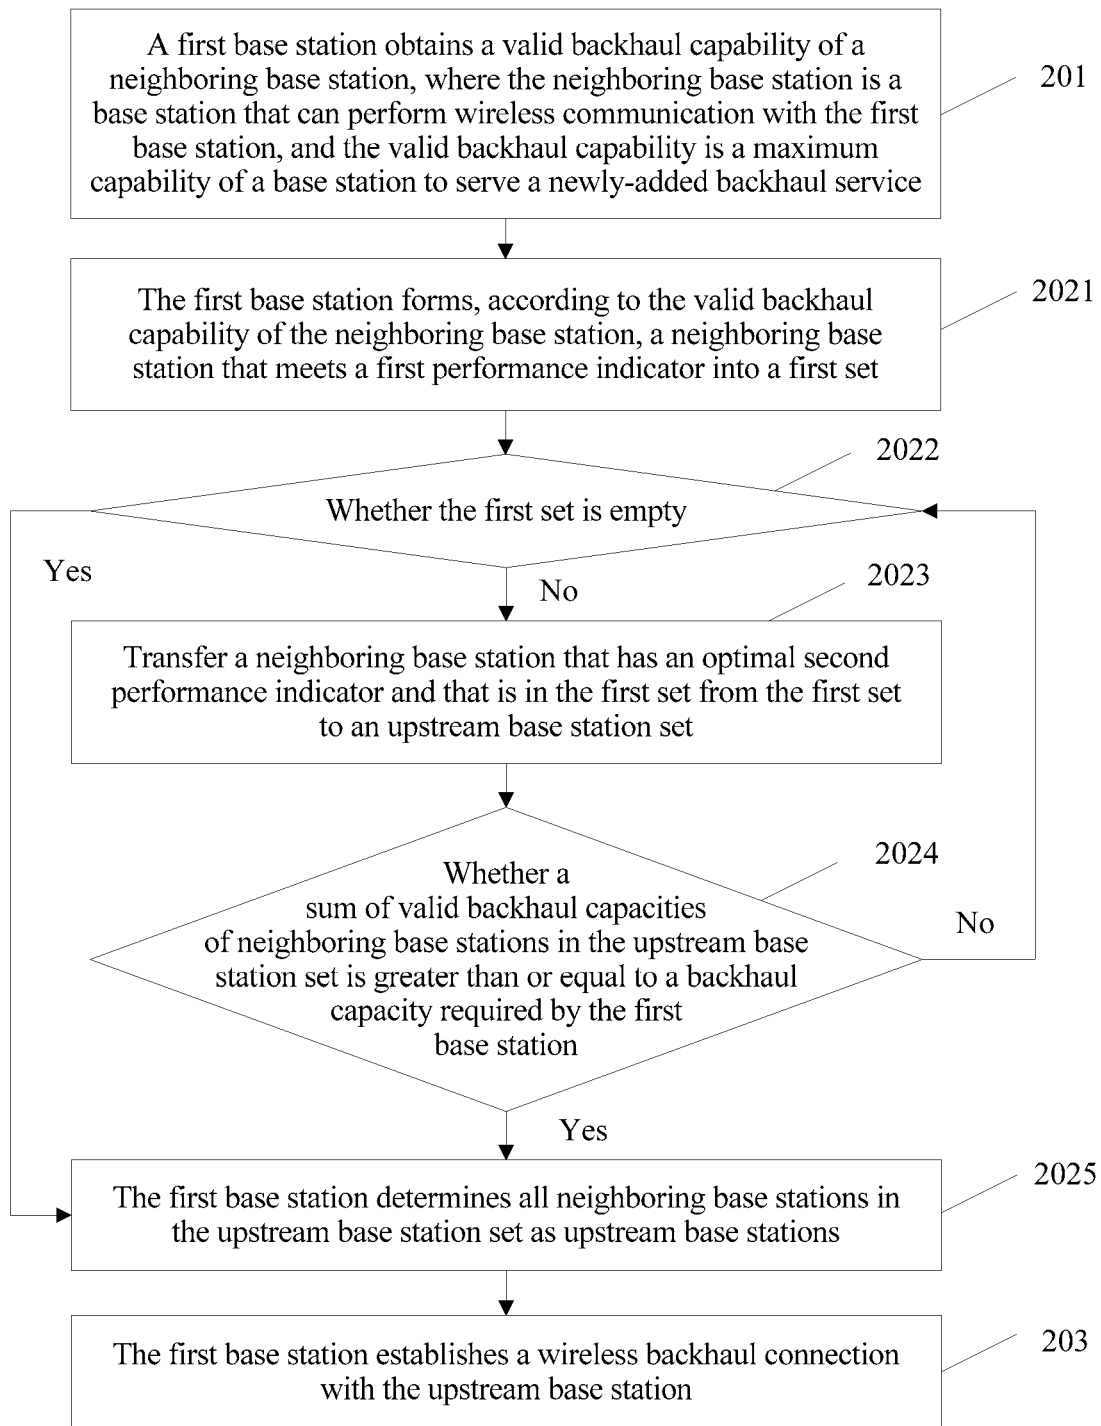 A first base station obtains a valid backhaul capability of a
neighboring base station, where the neighboring base station is a
base station that can perform wireless communication with the first
base station, and the valid backhaul capability is a maximum
capability of a base station to serve a newly-added backhaul service
201
The first base station forms, according to the valid backhaul
capability of the neighboring base station, a neighboring base
station that meets a first performance indicator into a first set
2021
2022
Whether the first set is empty
Yes
No
2023
Transfer a neighboring base station that has an optimal second
performance indicator and that is in the first set from the first set
to an upstream base station set
2024
Whether a
sum of valid backhaul capacities
of neighboring base stations in the upstream base
station set is greater than or equal to a backhaul
capacity required by the first
base station
No
Yes
2025
The first base station determines all neighboring base stations in
the upstream base station set as upstream base stations
203
The first base station establishes a wireless backhaul connection
with the upstream base station